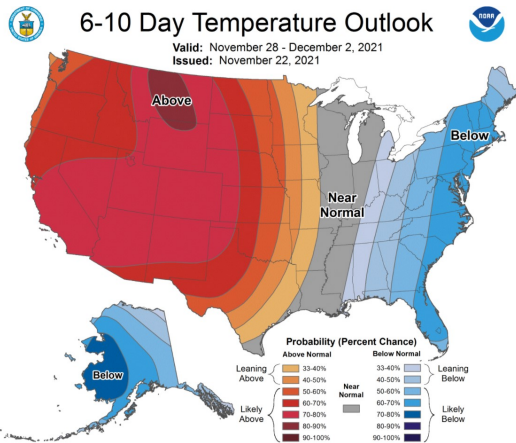 6-10 Day Temperature Outlook
Valid: November 28 - December 2, 2021
Issued: November 22, 2021
NOAA
Above
Below
Near
Normal
Below
Probability (Percent Chance)
Above Normal
Below Normal
Leaning
Above
33-40%
40-50%
Likely
Above
50-60%
60-70%
70-80%
80-90%
90-100%
Near
Normal
33-40%
40-50%
50-60%
60-70%
70-80%
80-90%
90-100%
Leaning
Below
Likely
Below